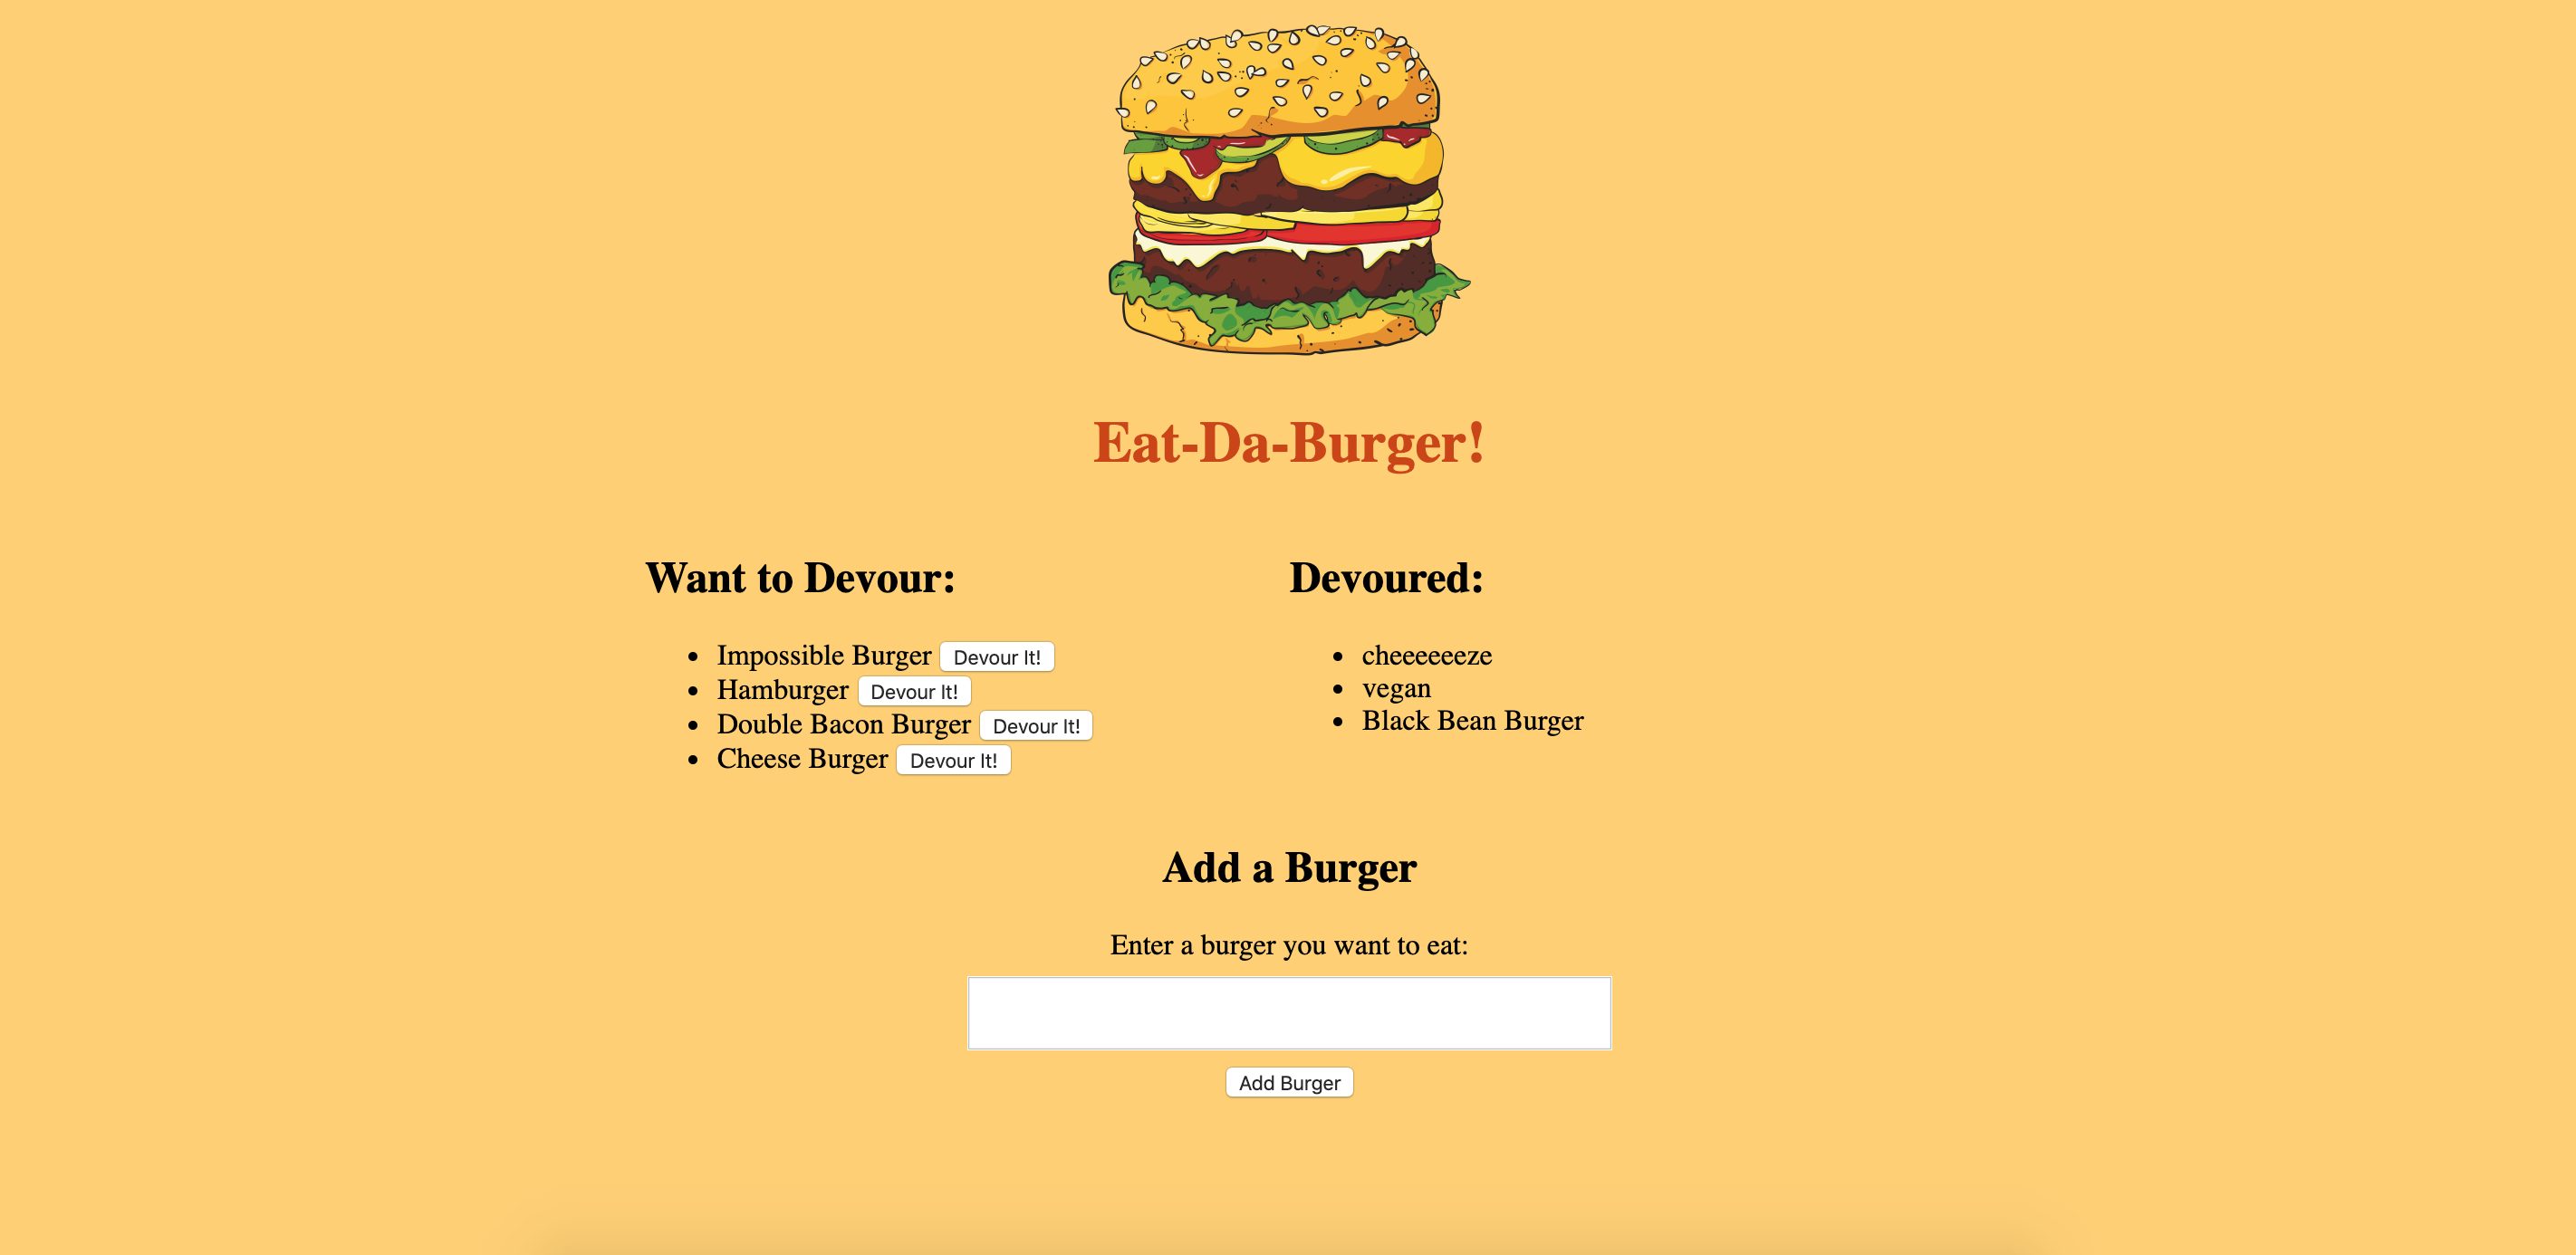 Eat-Da-Burger!
Want to Devour:
Impossible Burger Devour It!
Hamburger Devour It!
Double Bacon Burger Devour It!
Cheese Burger Devour It!
Devoured:
cheeeeeeze
vegan
Black Bean Burger
Add a Burger
Enter a burger you want to eat:
Add Burger